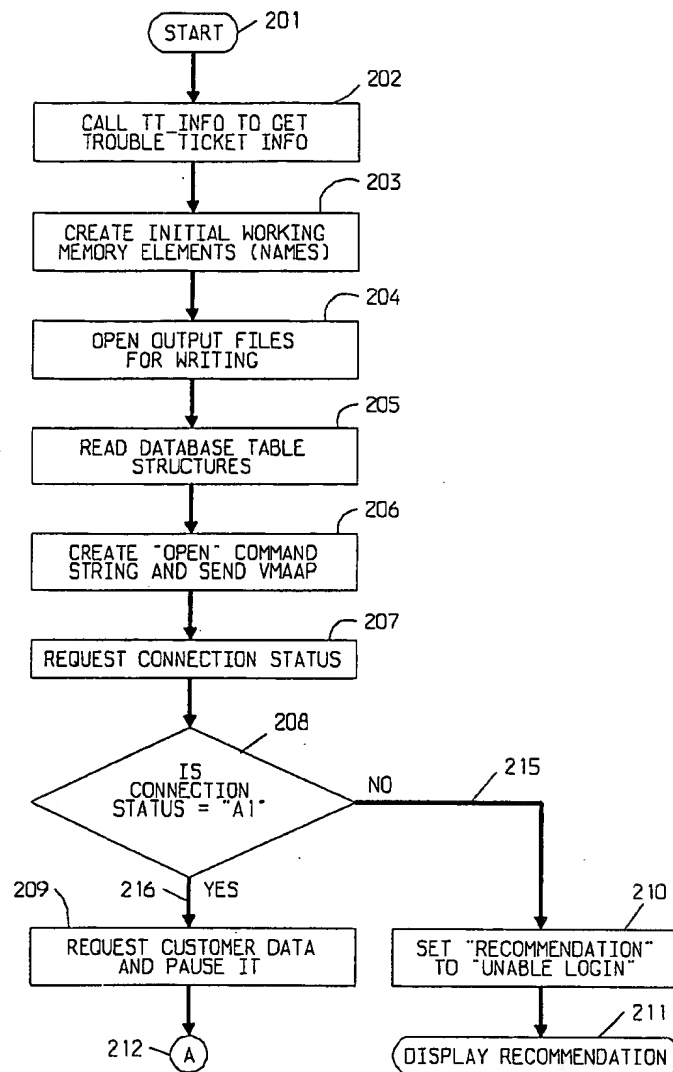 START
201
202
CALL TT_INFO TO GET
TROUBLE TICKET INFO
203
CREATE INITIAL WORKING
MEMORY ELEMENTS (NAMES)
204
OPEN OUTPUT FILES
FOR WRITING
205
READ DATABASE TABLE
STRUCTURES
206
CREATE "OPEN" COMMAND
STRING AND SEND VMAAP
207
REQUEST CONNECTION STATUS
208
IS
CONNECTION
STATUS = "A1"
NO
215
209
216
YES
REQUEST CUSTOMER DATA
AND PAUSE IT
210
SET "RECOMMENDATION"
TO "UNABLE LOGIN"
212
A
211
DISPLAY RECOMMENDATION